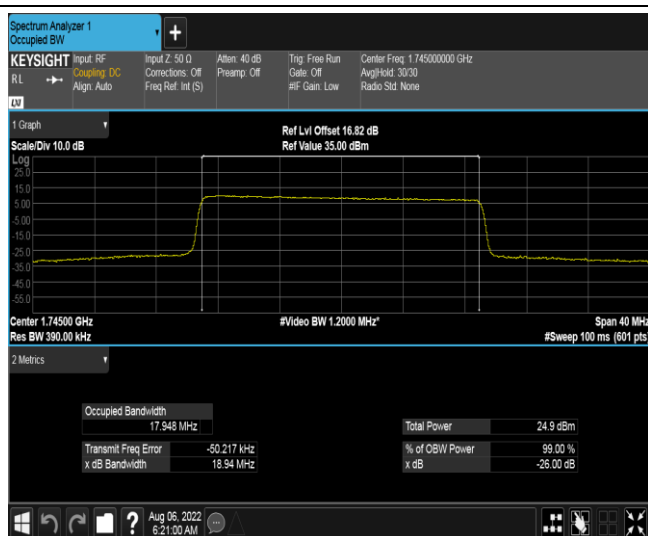 Spectrum Analyzer 1
Occupied BW
+
KEYSIGHT
RL
LXI
Input: RF
Coupling: DC
Align: Auto
Input Z: 50 Ω
Corrections: Off
Freq Ref: Int (S)
Atten: 40 dB
Preamp: Off
Trig: Free Run
Gate: Off
#IF Gain: Low
Center Freq: 1.745000000 GHz
Avg|Hold: 30/30
Radio Std: None
1 Graph
Scale/Div 10.0 dB
Ref Lvl Offset 16.82 dB
Ref Value 35.00 dBm
Log
25.0
15.0
5.00
-5.00
-15.0
-25.0
-35.0
-45.0
-55.0
Center 1.74500 GHz
Res BW 390.00 kHz
#Video BW 1.2000 MHz*
Span 40 MHz
#Sweep 100 ms (601 pts)
2 Metrics
Occupied Bandwidth
17.948 MHz
Transmit Freq Error -50.217 kHz
x dB Bandwidth 18.94 MHz
Total Power 24.9 dBm
% of OBW Power 99.00 %
x dB -26.00 dB
?
Aug 06, 2022
6:21:00 AM